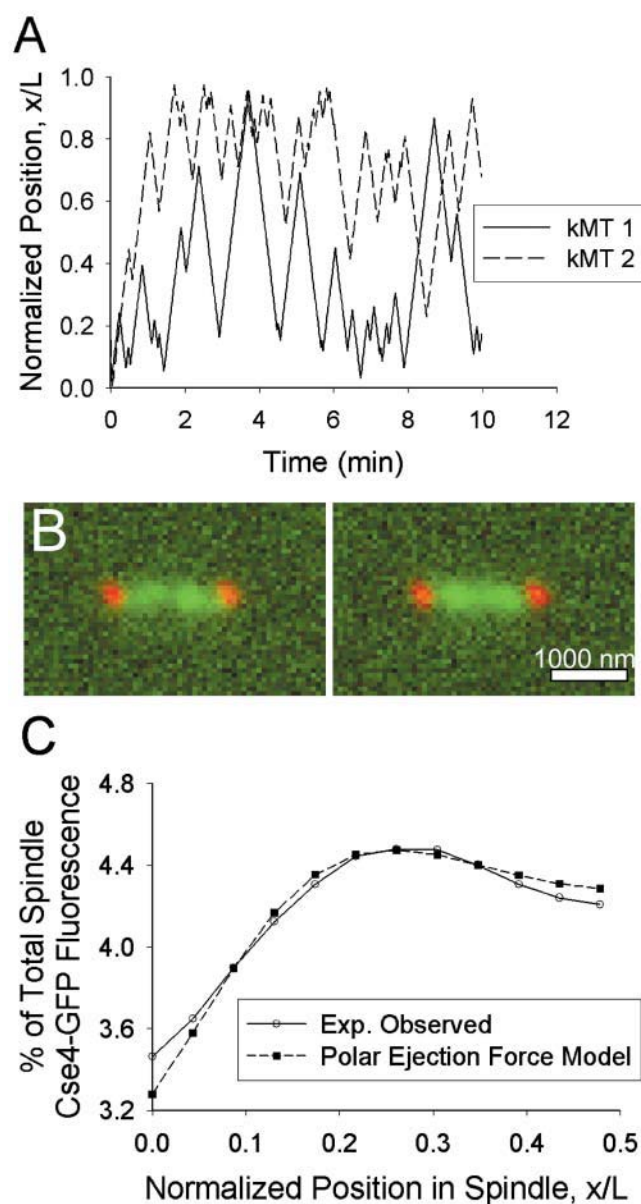 A
Normalized Position, x/L
1.0
0.8
0.6
0.4
0.2
0.0
0 2 4 6 8 10 12
Time (min)
kMT 1
kMT 2
B
1000 nm
C
% of Total Spindle
Cse4-GFP Fluorescence
4.8
4.4
4.0
3.6
3.2
Exp. Observed
Polar Ejection Force Model
0.0 0.1 0.2 0.3 0.4 0.5
Normalized Position in Spindle, x/L